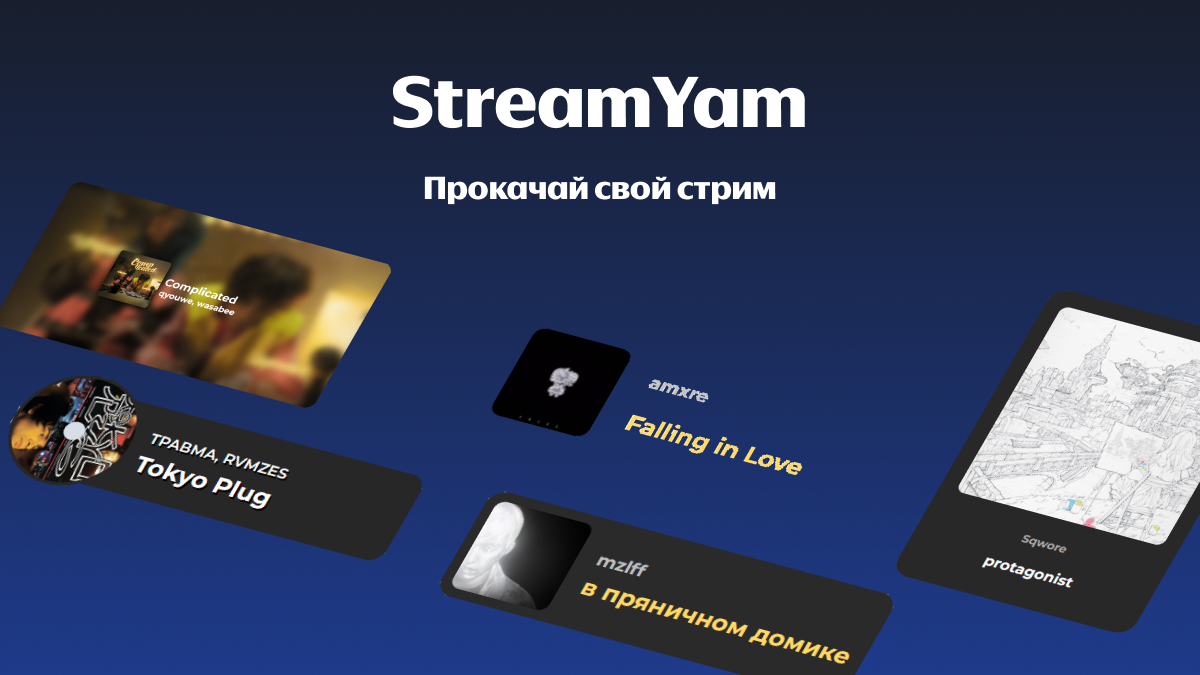 StreamYam
Прокачай свой стрим
Complicated
qyouwe, wasabee
ТРАВМА, RVMZES
Tokyo Plug
amxre
Falling in Love
mzlff
в пряничном домике
Sqwore
protagonist